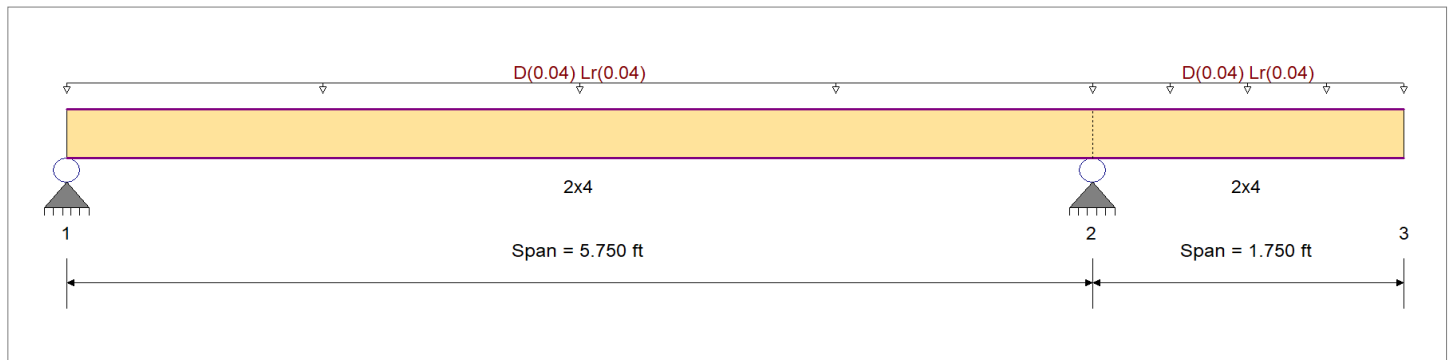 D(0.04) Lr(0.04) D(0.04) Lr(0.04)
2x4 2x4
1 2 3
Span = 5.750 ft Span = 1.750 ft